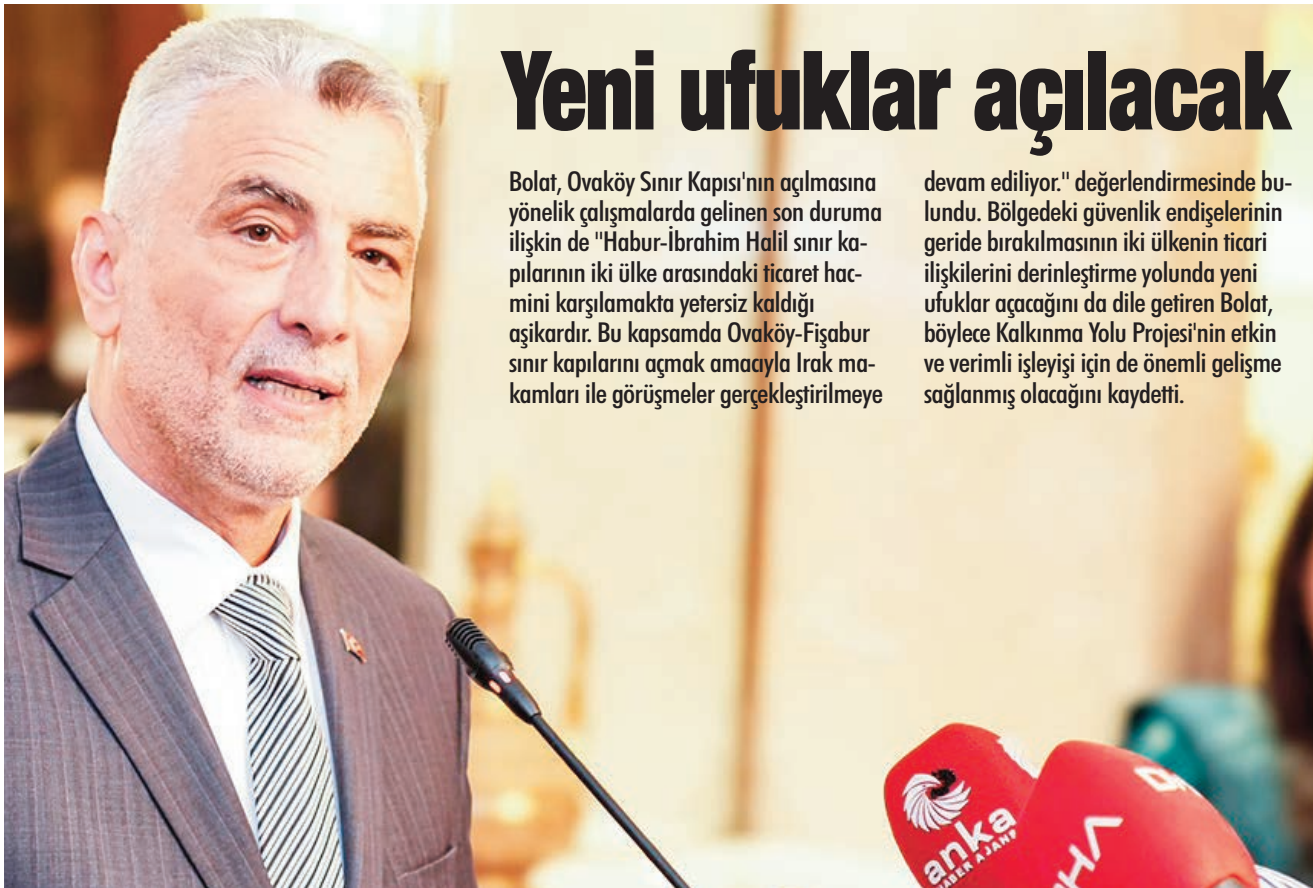 Yeni ufuklar açılacak
Bolat, Ovaköy Sınır Kapısı'nın açılmasına
yönelik çalışmalarda gelinen son duruma
ilişkin de "Habur-İbrahim Halil sınır ka-
pılarının iki ülke arasındaki ticaret hac-
mini karşılamakta yetersiz kaldığı
aşikardır. Bu kapsamda Ovaköy-Fişabur
sınır kapılarını açmak amacıyla Irak ma-
kamları ile görüşmeler gerçekleştirilmeye
devam ediliyor." değerlendirmesinde bu-
lundu. Bölgedeki güvenlik endişelerinin
geride bırakılmasının iki ülkenin ticari
ilişkilerini derinleştirme yolunda yeni
ufuklar açacağını da dile getiren Bolat,
böylece Kalkınma Yolu Projesi'nin etkin
ve verimli işleyişi için de önemli gelişme
sağlanmış olacağını kaydetti.
anka
HABER AJANSI